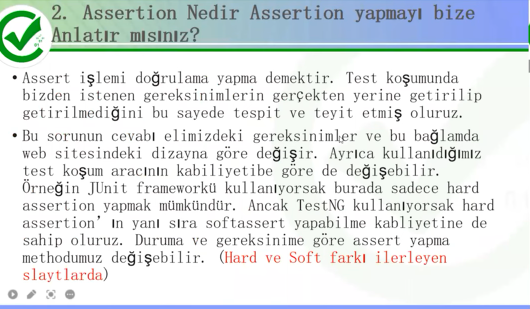 2. Assertion Nedir Assertion yapmayı bize
Anlatır mısınız?
• Assert işlemi doğrulama yapma demektir. Test koşumunda
bizden istenen gereksinimlerin gerçekten yerine getirilip
getirilmediğini bu sayede tespit ve teyit etmiş oluruz.
• Bu sorunun cevabı elimizdeki gereksinimler ve bu bağlamda
web sitesindeki dizayna göre değişir. Ayrıca kullanıdığımız
test koşum aracının kabiliyetibe göre de değişebilir.
Örneğin JUnit frameworkü kullanıyorsak burada sadece hard
assertion yapmak mümkündür. Ancak TestNG kullanıyorsak hard
assertion’ın yanı sıra softassert yapabilme kabliyetine de
sahip oluruz. Duruma ve gereksinime göre assert yapma
methodumuz değişebilir. (Hard ve Soft farkı ilerleyen
slaytlarda)